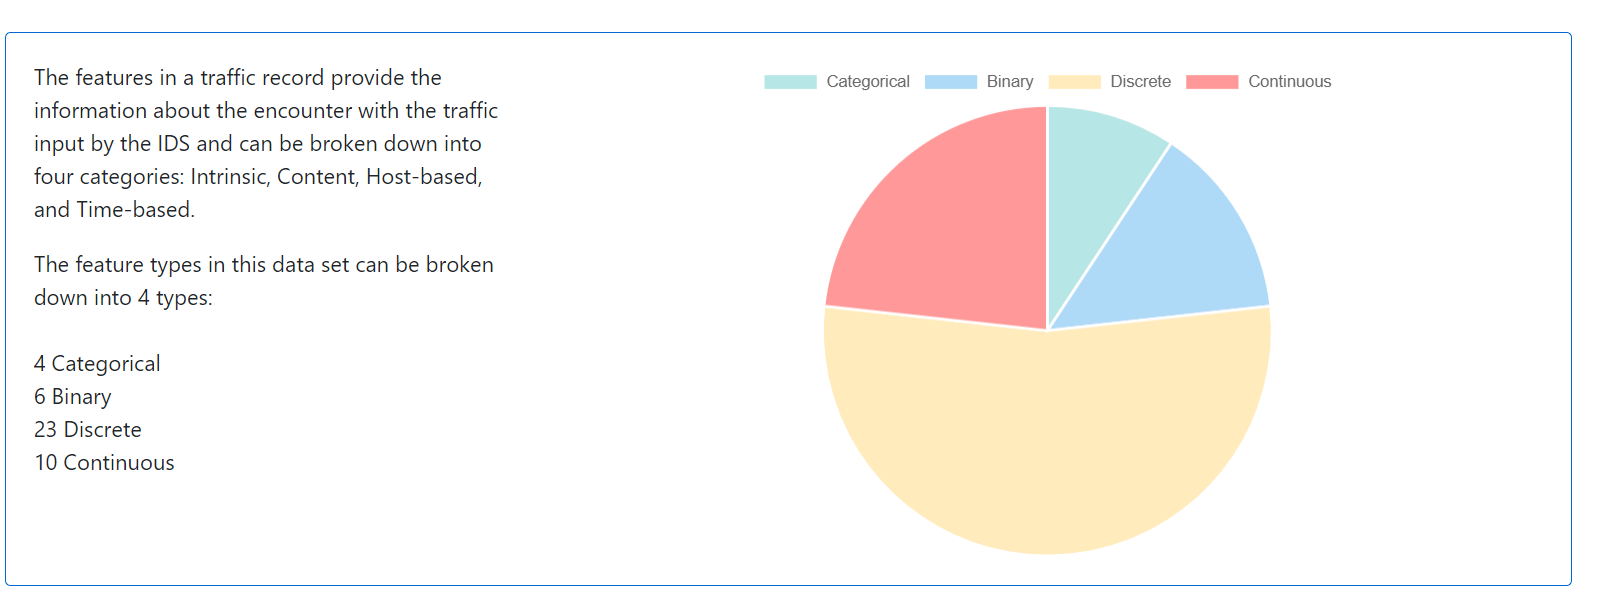 The features in a traffic record provide the
information about the encounter with the traffic
input by the IDS and can be broken down into
four categories: Intrinsic, Content, Host-based,
and Time-based.
The feature types in this data set can be broken
down into 4 types:
4 Categorical
6 Binary
23 Discrete
10 Continuous
Categorical Binary Discrete Continuous